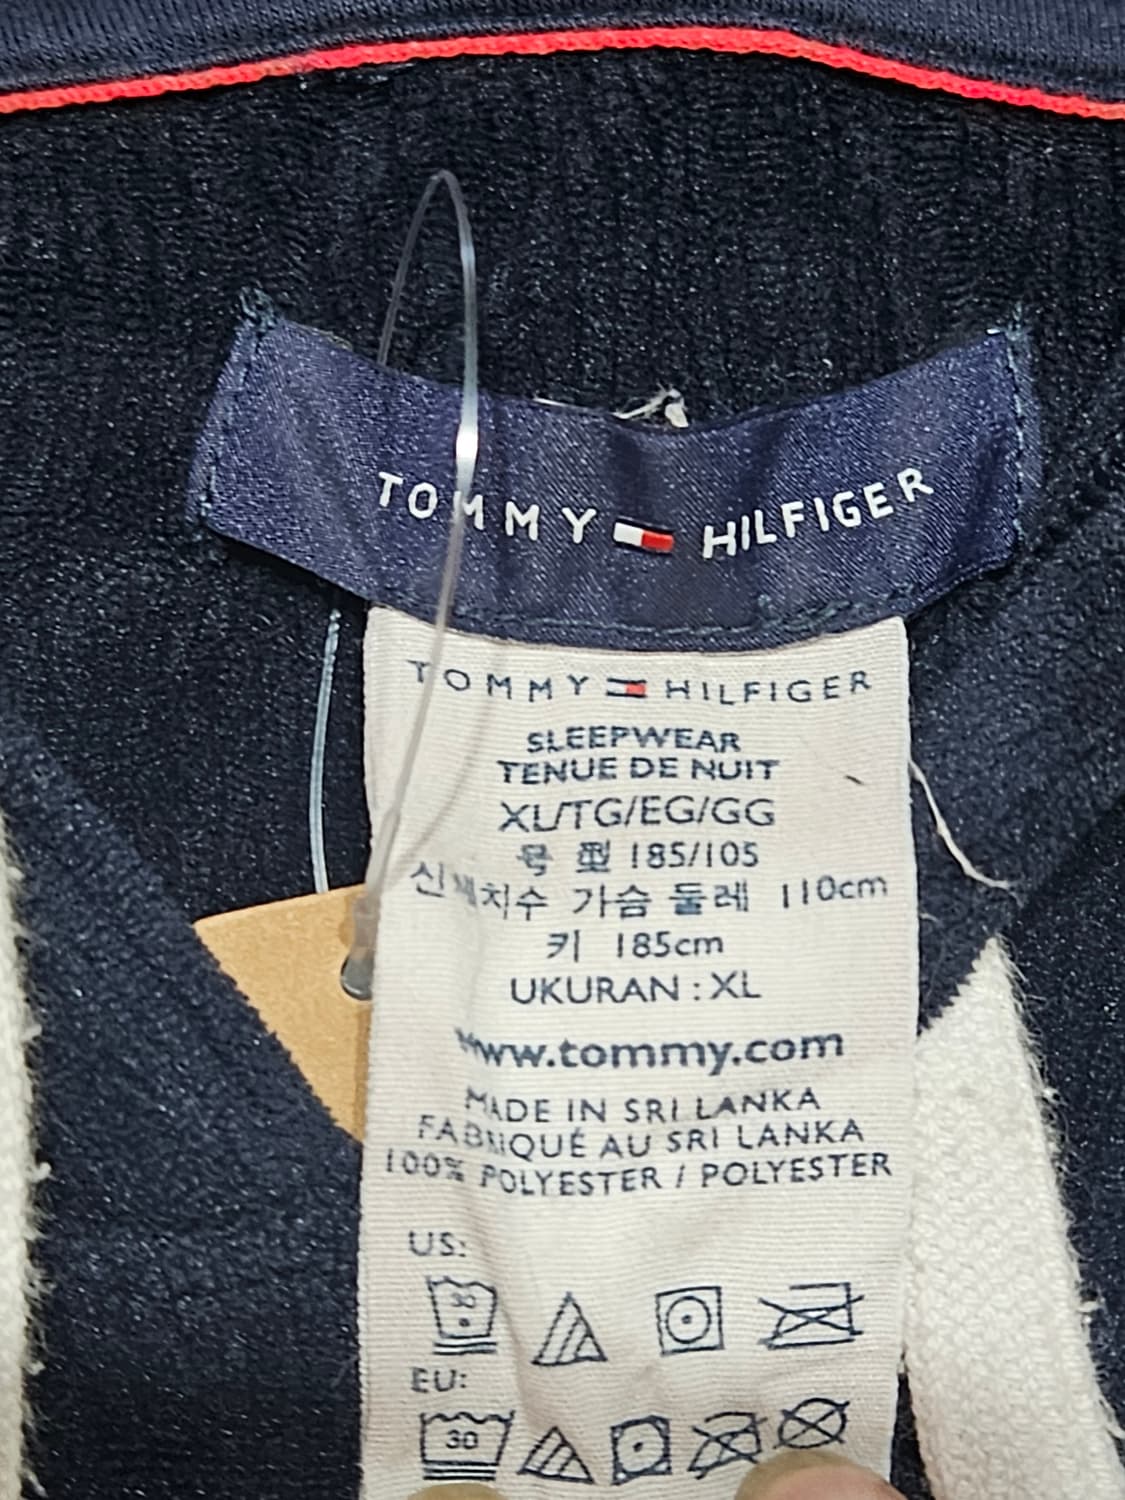 TOMMY HILFIGER
TOMMY HILFIGER
SLEEPWEAR
TENUE DE NUIT
XL/TG/EG/GG
号 型 185/105
신체치수 가슴 둘레 110cm
키 185cm
UKURAN : XL
www.tommy.com
MADE IN SRI LANKA
FABRIQUÉ AU SRI LANKA
100% POLYESTER / POLYESTER
US:
30
EU:
30